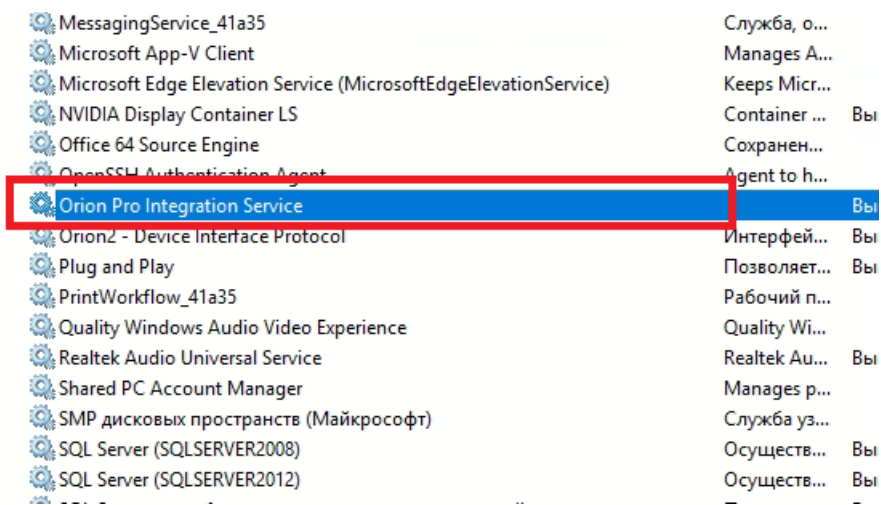 MessagingService_41a35 Служба, о...
Microsoft App-V Client Manages A...
Microsoft Edge Elevation Service (MicrosoftEdgeElevationService) Keeps Micr...
NVIDIA Display Container LS Container ... Вы
Office 64 Source Engine Сохранен...
OpenSSH Authentication Agent Agent to h...
Orion Pro Integration Service Вы
Orion2 - Device Interface Protocol Интерфей... Вы
Plug and Play Позволяет... Вы
PrintWorkflow_41a35 Рабочий п...
Quality Windows Audio Video Experience Quality Wi...
Realtek Audio Universal Service Realtek Au... Вы
Shared PC Account Manager Manages p...
SMP дисковых пространств (Майкрософт) Служба уз...
SQL Server (SQLSERVER2008) Осуществ... Вы
SQL Server (SQLSERVER2012) Осуществ... Вы